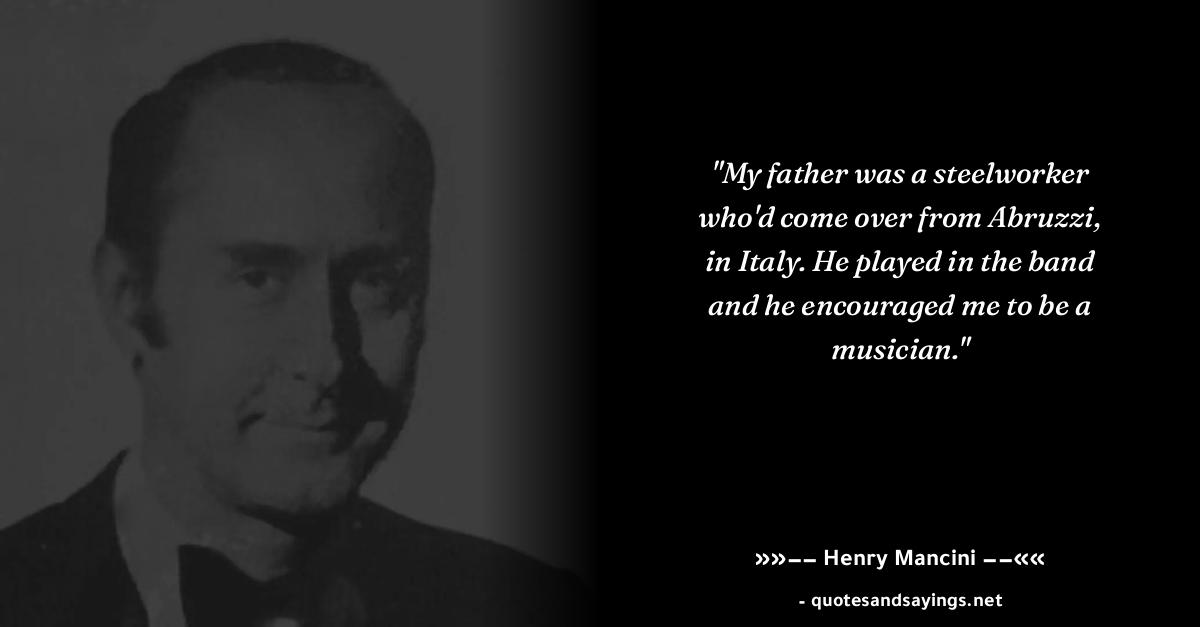 "My father was a steelworker
who'd come over from Abruzzi,
in Italy. He played in the band
and he encouraged me to be a
musician."
»»−− Henry Mancini −−««
- quotesandsayings.net